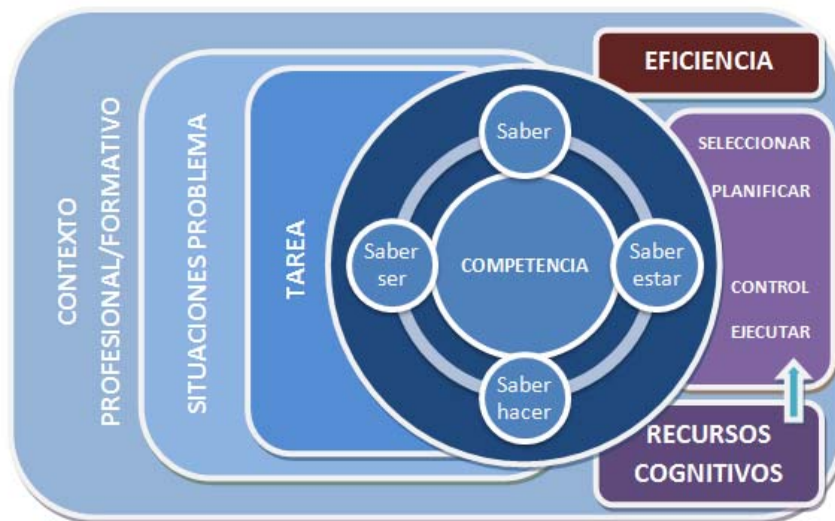 CONTEXTO
PROFESIONAL/FORMATIVO
SITUACIONES PROBLEMA
TAREA
Saber
Saber
ser
COMPETENCIA
Saber
estar
Saber
hacer
EFICIENCIA
SELECCIONAR
PLANIFICAR
CONTROL
EJECUTAR
RECURSOS
COGNITIVOS